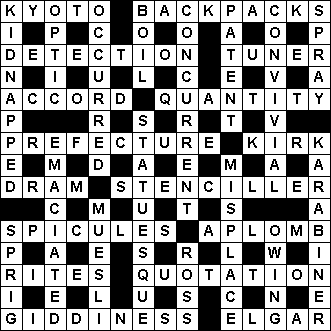 KYOTO BACKPACKS
I P C O O A O P
DETECTION TUNER
N I U L C E V A
ACCORD QUANTITY
P R S R T V
PREFECTURE KIRK
E M D A E M A A
DRAM STENCILLER
C M U T S A
SPICULES APLOMB
P A E S R L W I
RITES QUOTATION
I E L U S C N E
GIDDINESS ELGAR